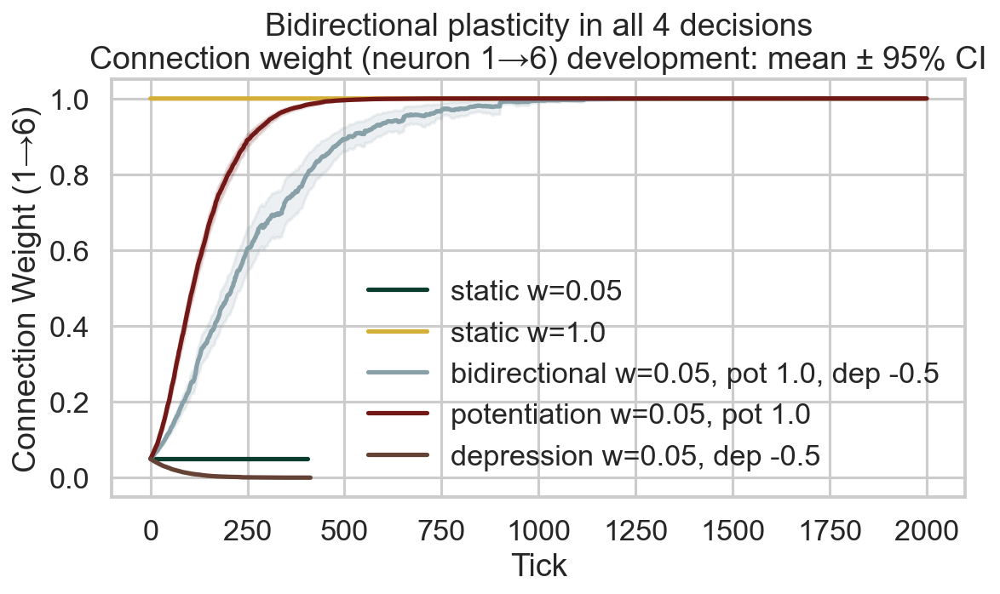 Bidirectional plasticity in all 4 decisions
Connection weight (neuron 1→6) development: mean ± 95% CI
Connection Weight (1→6)
1.0
0.8
0.6
0.4
0.2
0.0
static w=0.05
static w=1.0
bidirectional w=0.05, pot 1.0, dep -0.5
potentiation w=0.05, pot 1.0
depression w=0.05, dep -0.5
0 250 500 750 1000 1250 1500 1750 2000
Tick